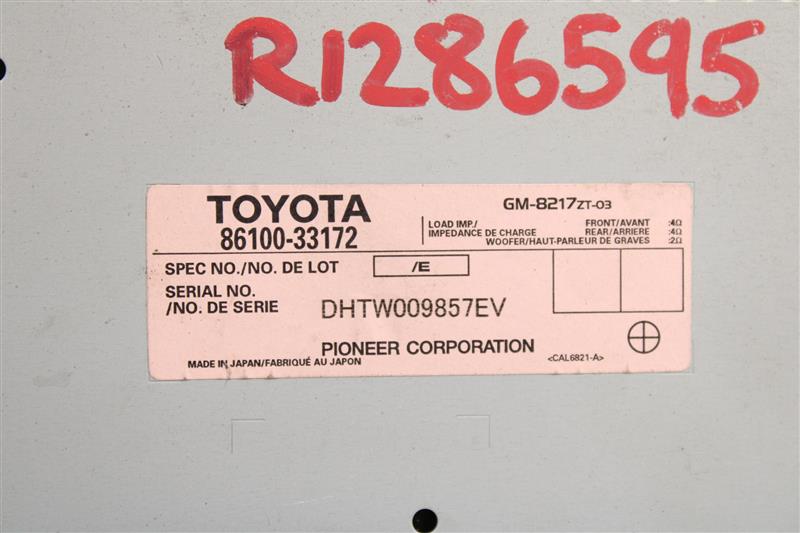 R1286595
TOYOTA
86100-33172
GM-8217ZT-03
LOAD IMP./ FRONT/AVANT :4Ω
IMPEDANCE DE CHARGE REAR/ARRIERE :4Ω
WOOFER/HAUT-PARLEUR DE GRAVES :2Ω
SPEC NO./NO. DE LOT /E
SERIAL NO.
/NO. DE SERIE DHTW009857EV
PIONEER CORPORATION
MADE IN JAPAN/FABRIQUÉ AU JAPON <CAL6821-A>